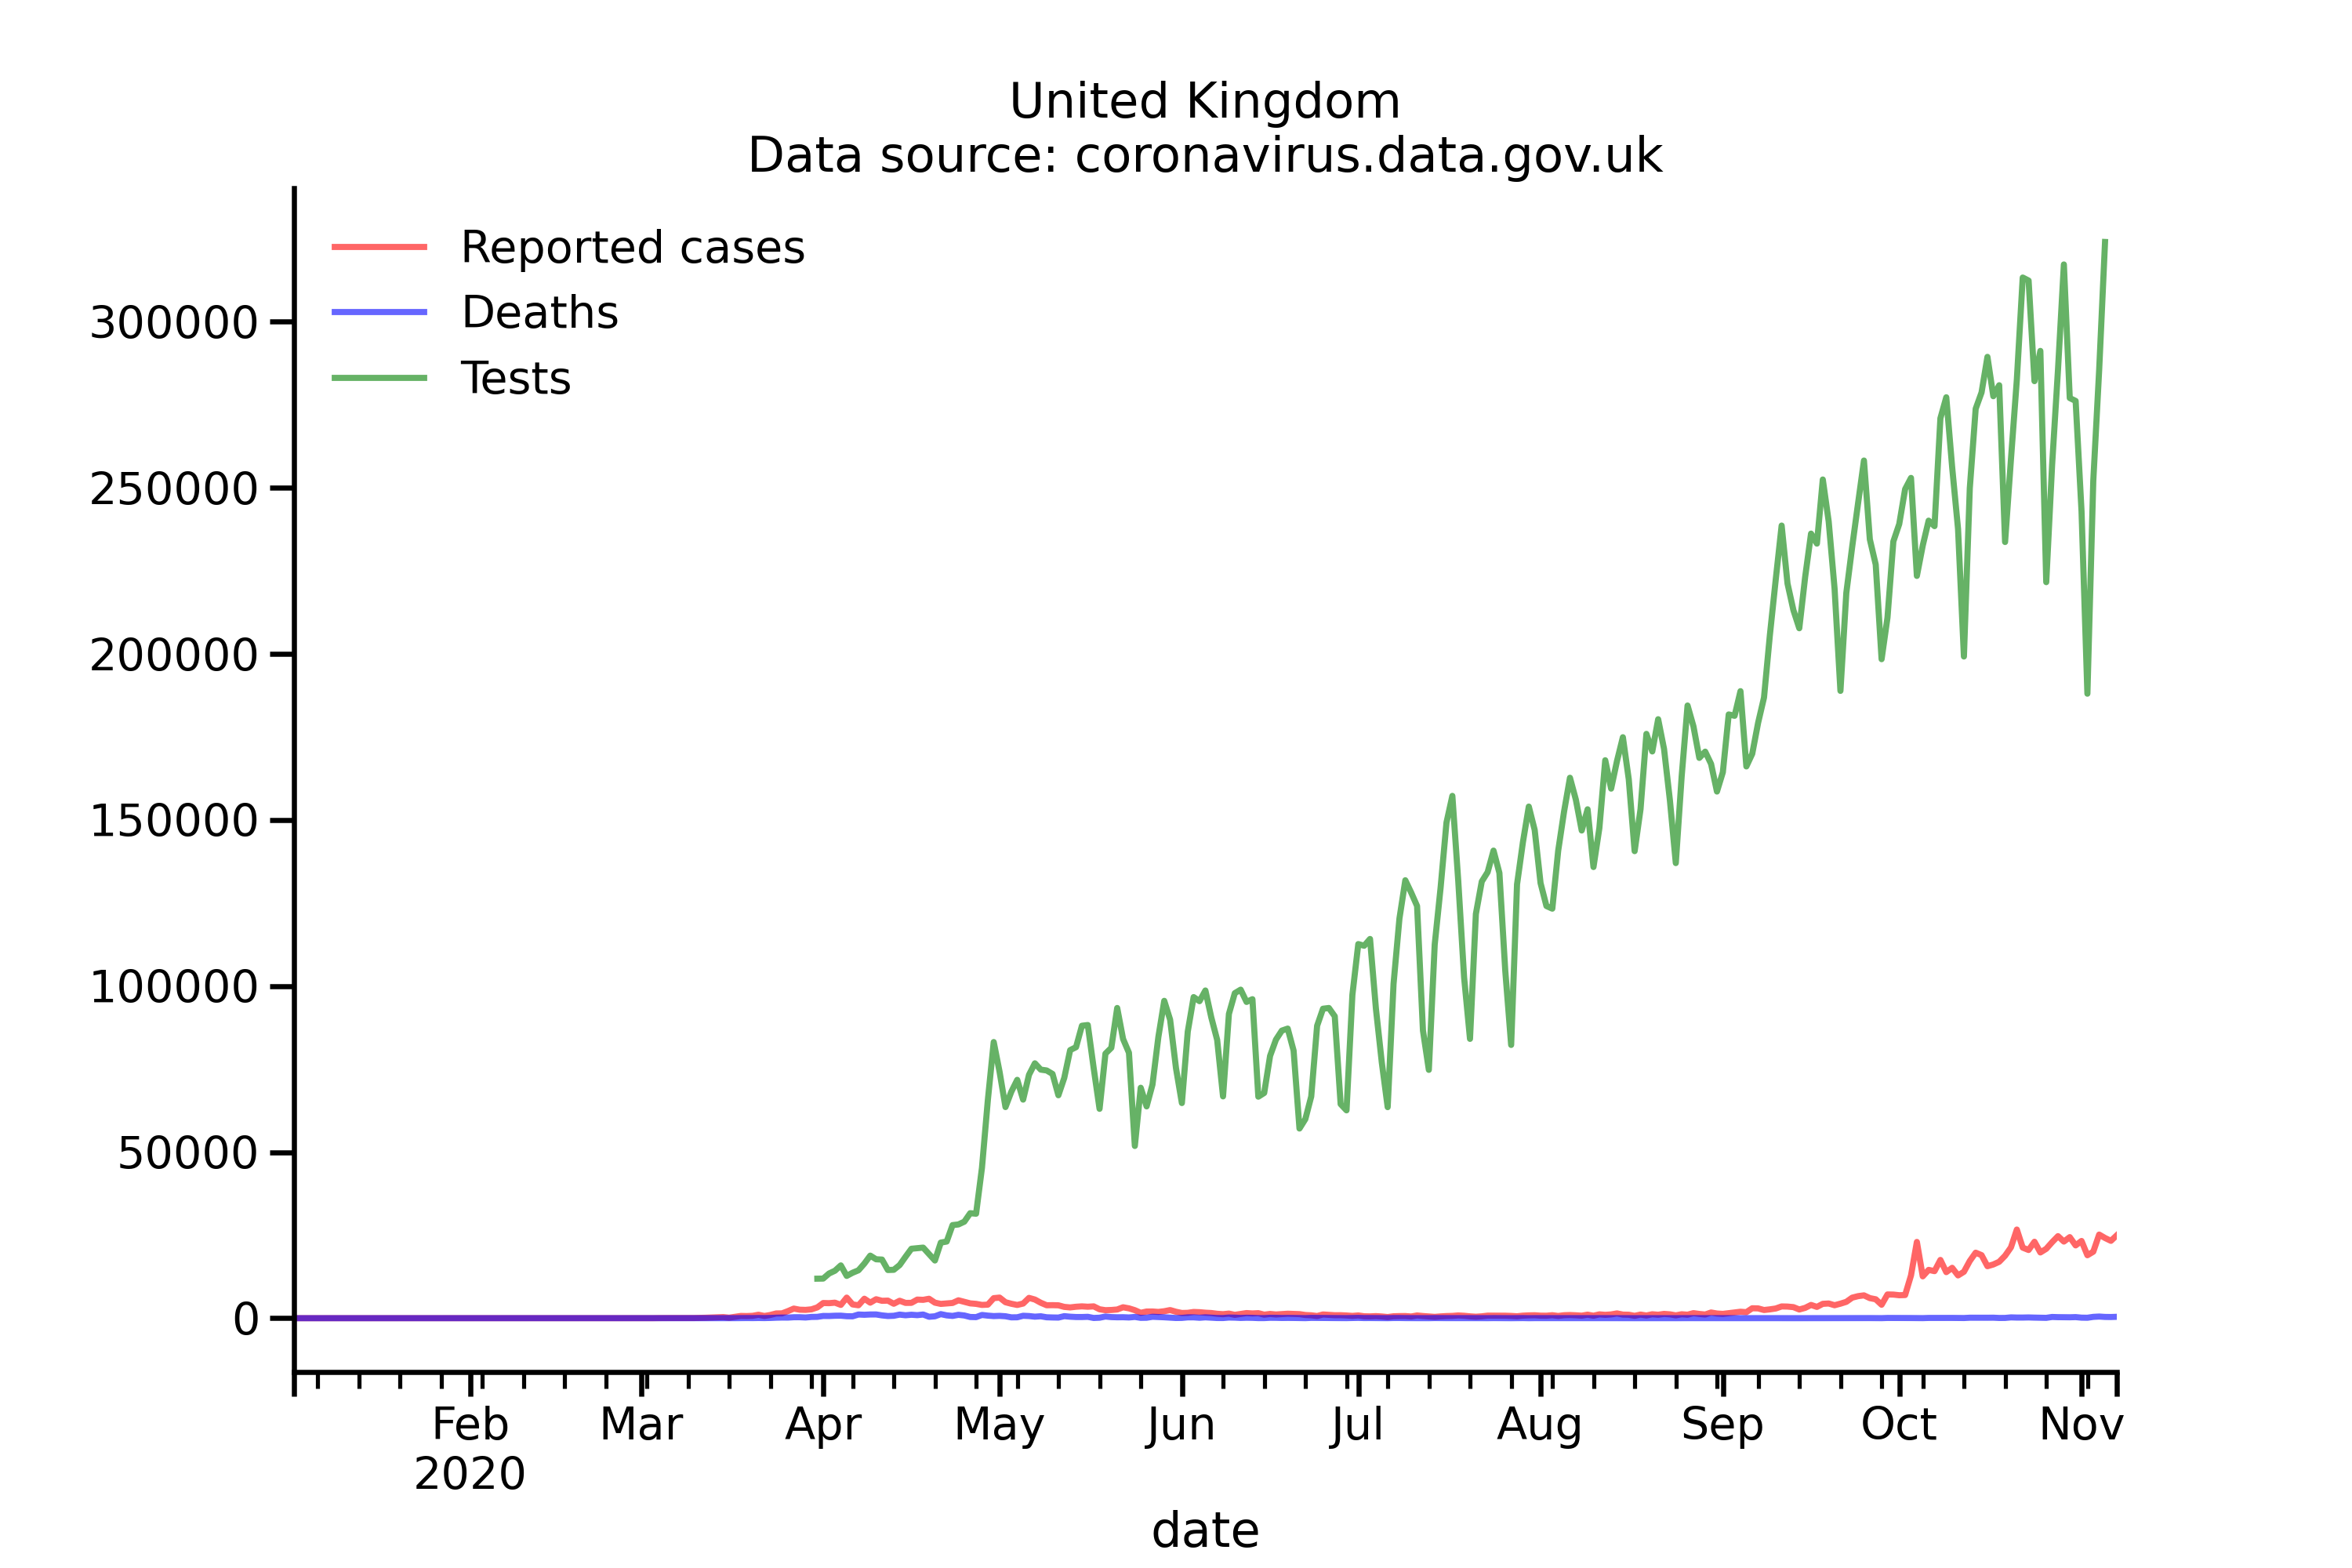 United Kingdom
Data source: coronavirus.data.gov.uk
Reported cases
Deaths
Tests
300000
250000
200000
150000
100000
50000
0
Feb Mar Apr May Jun Jul Aug Sep Oct Nov
2020
date